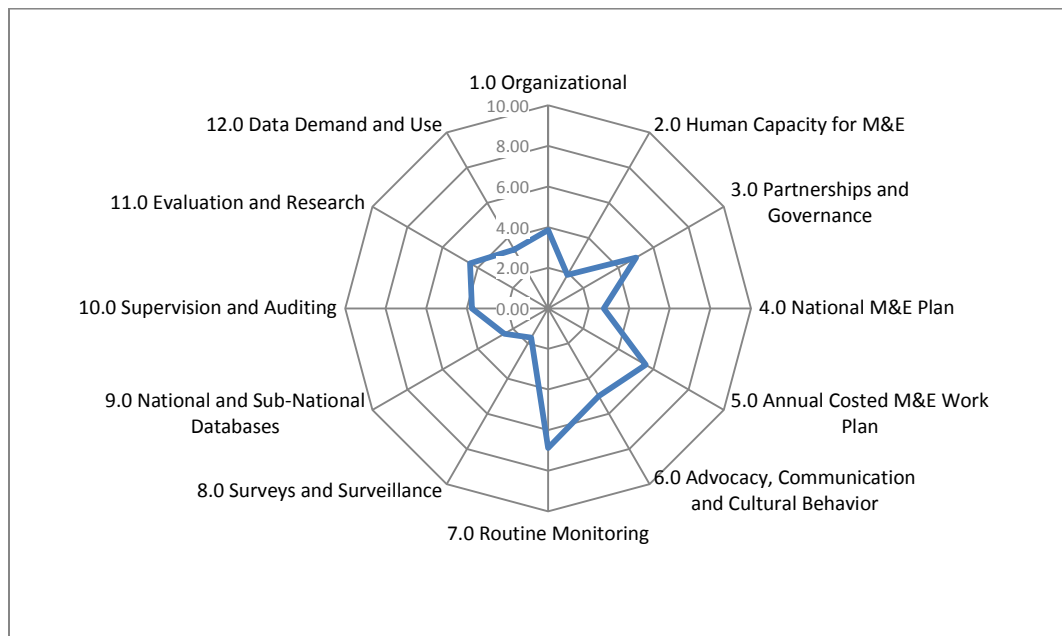 1.0 Organizational
10.00
12.0 Data Demand and Use
2.0 Human Capacity for M&E
8.00
11.0 Evaluation and Research
3.0 Partnerships and
Governance
6.00
4.00
2.00
10.0 Supervision and Auditing
0.00
4.0 National M&E Plan
9.0 National and Sub-National
Databases
5.0 Annual Costed M&E Work
Plan
8.0 Surveys and Surveillance
6.0 Advocacy, Communication
and Cultural Behavior
7.0 Routine Monitoring